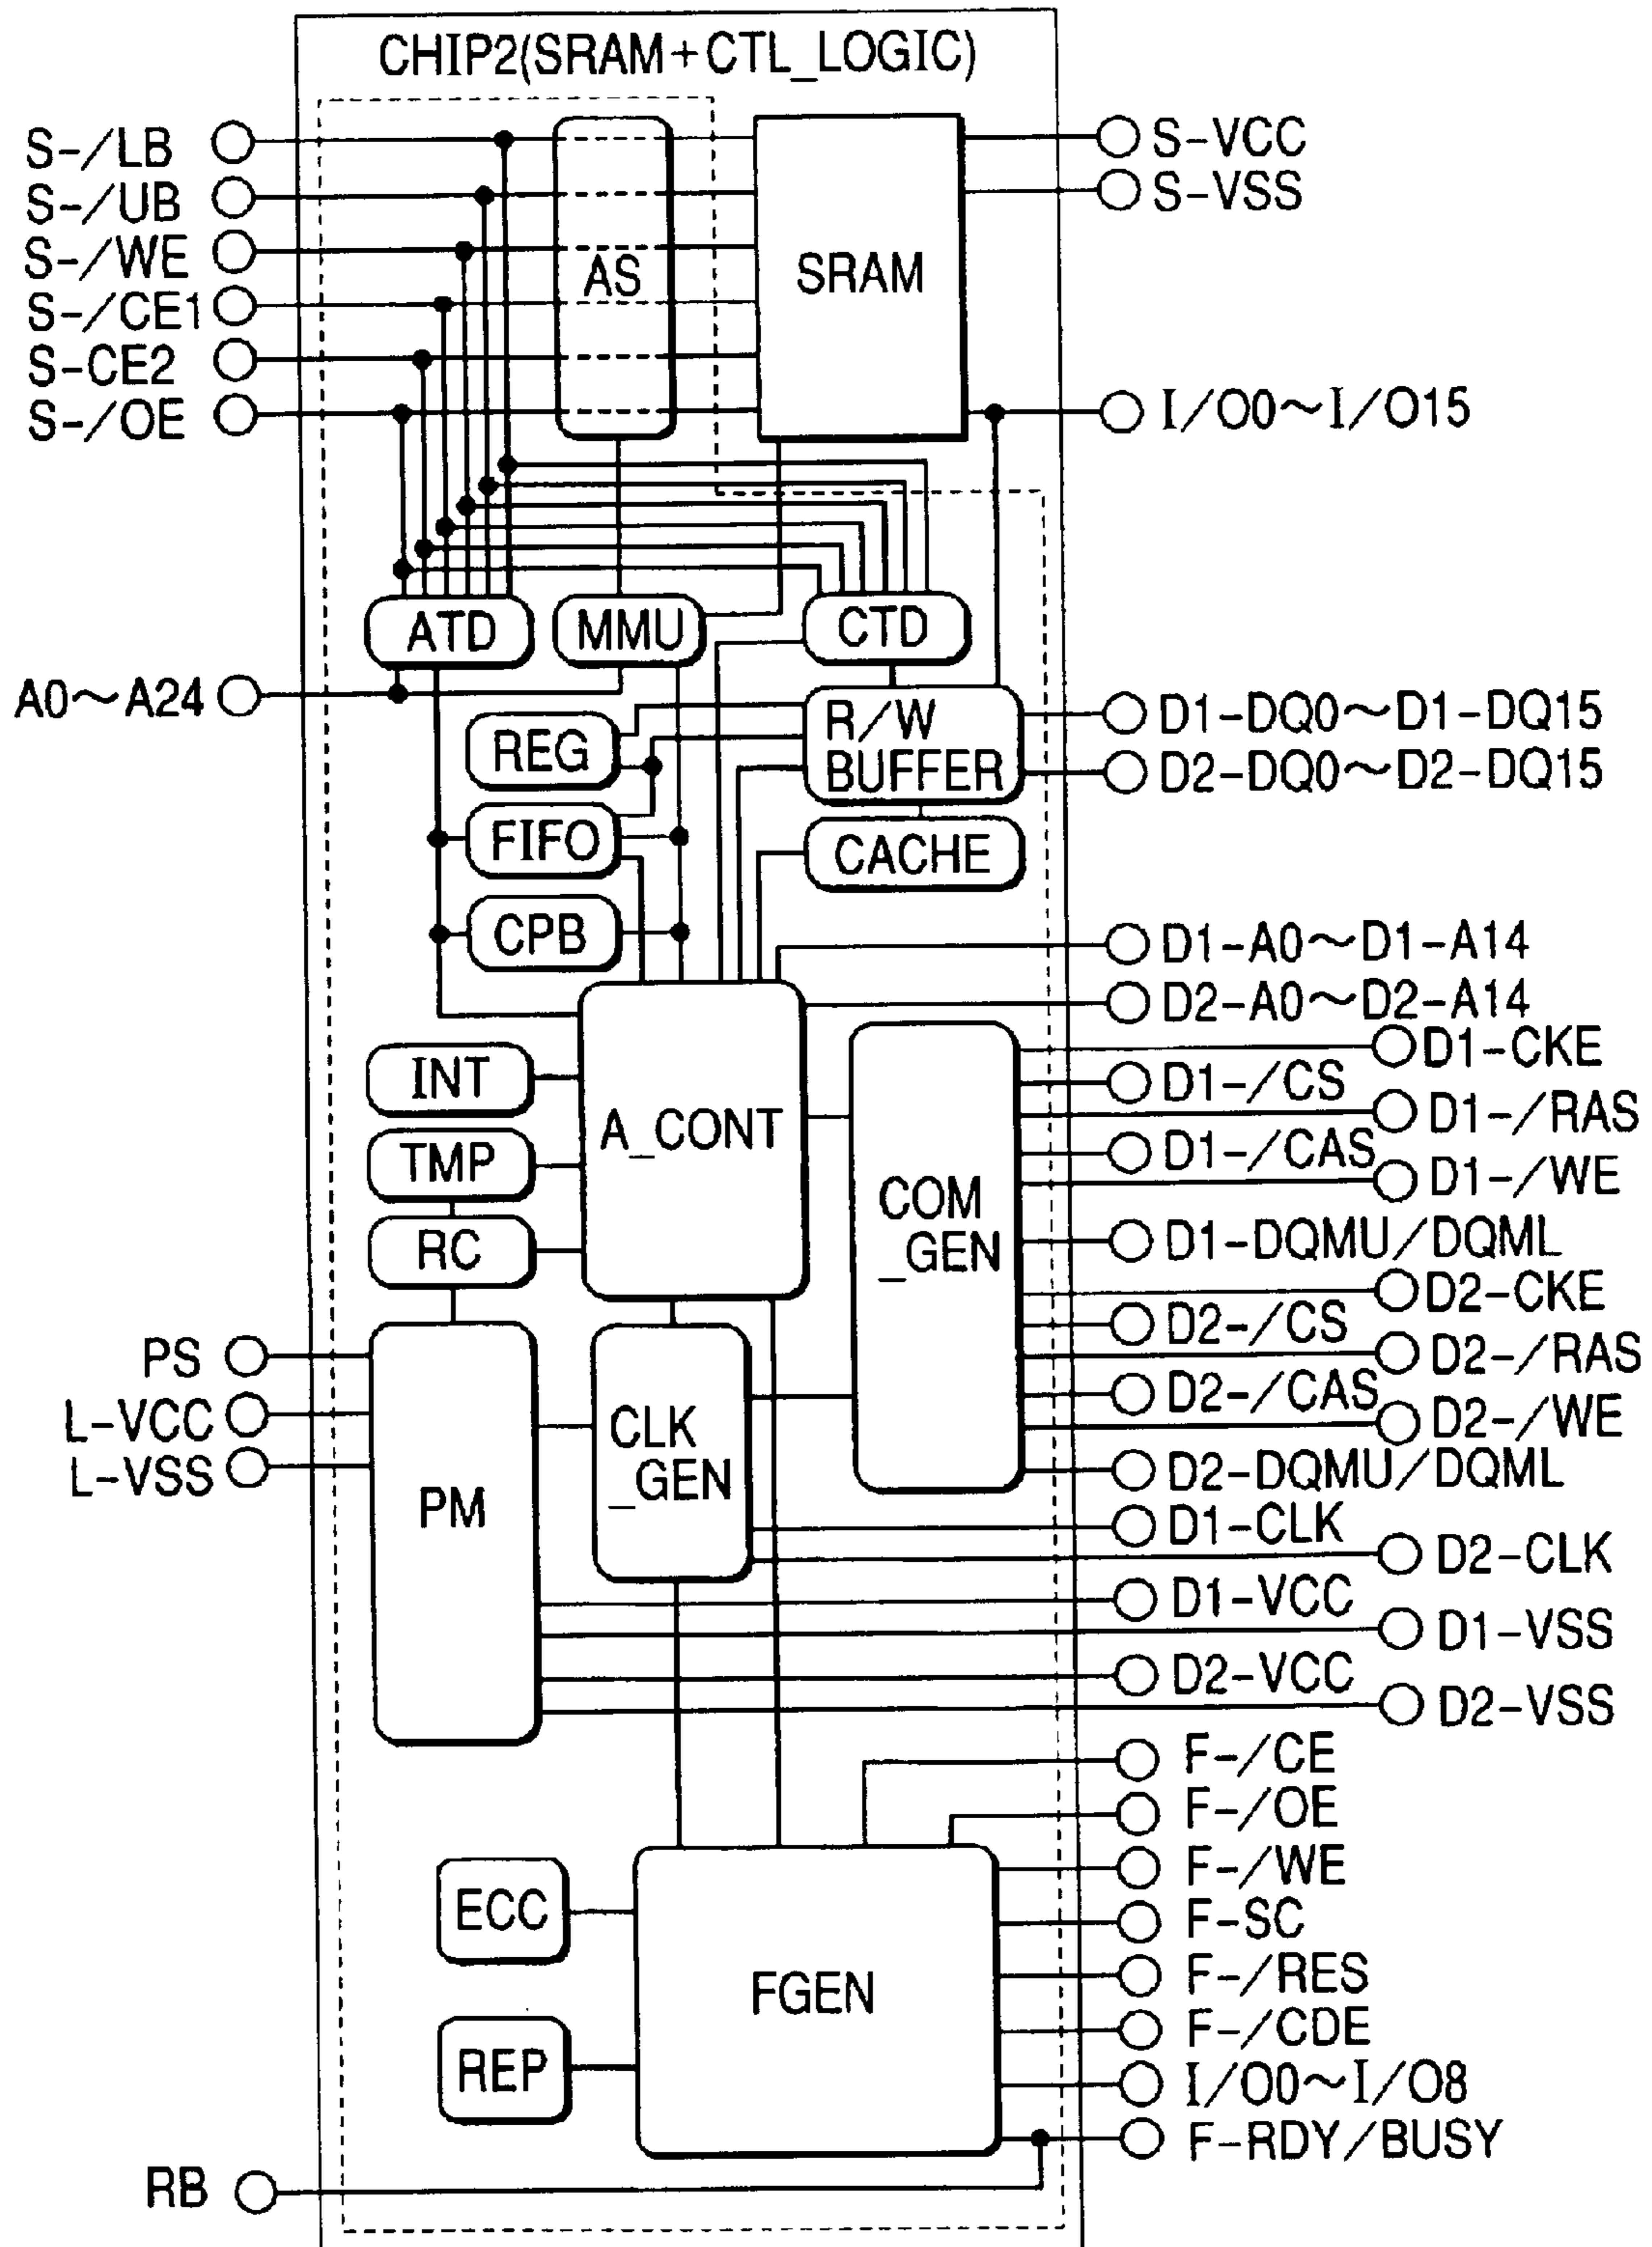 CHIP2(SRAM+CTL_LOGIC)
S-/LB
S-/UB
S-/WE
S-/CE1
S-CE2
S-/OE
AS
SRAM
S-VCC
S-VSS
I/O0~I/O15
ATD
MMU
CTD
A0~A24
REG
R/W
BUFFER
D1-DQ0~D1-DQ15
D2-DQ0~D2-DQ15
FIFO
CACHE
CPB
D1-A0~D1-A14
D2-A0~D2-A14
INT
TMP
RC
A_CONT
COM
_GEN
D1-CKE
D1-/CS
D1-/RAS
D1-/CAS
D1-/WE
D1-DQMU/DQML
D2-CKE
D2-/CS
D2-/RAS
D2-/CAS
D2-/WE
D2-DQMU/DQML
PS
L-VCC
L-VSS
PM
CLK
_GEN
D1-CLK
D2-CLK
D1-VCC
D1-VSS
D2-VCC
D2-VSS
ECC
REP
FGEN
F-/CE
F-/OE
F-/WE
F-SC
F-/RES
F-/CDE
I/O0~I/O8
F-RDY/BUSY
RB